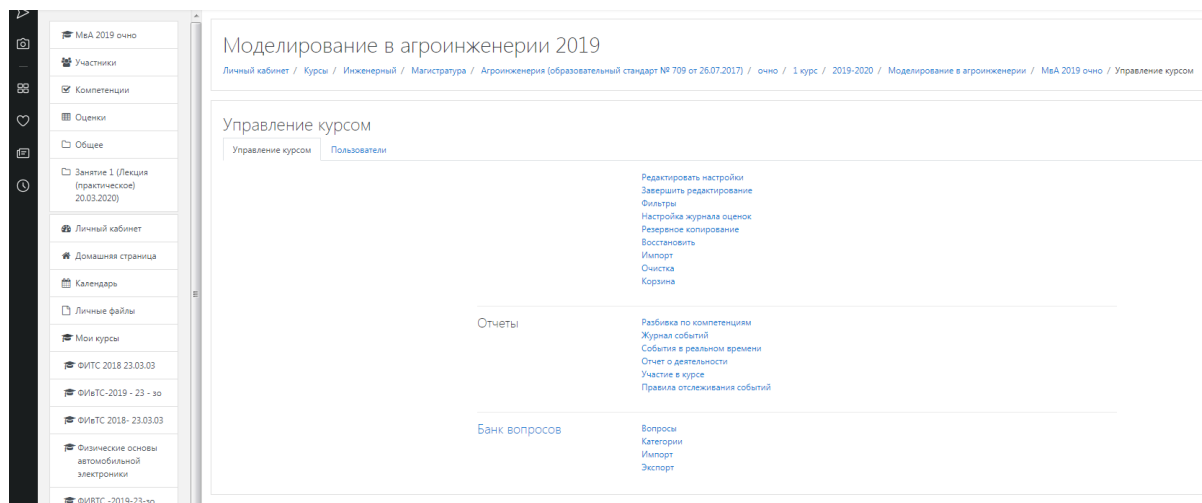 МвА 2019 очно
Участники
Компетенции
Оценки
Общее
Занятие 1 (Лекция
(практическое)
20.03.2020)
Личный кабинет
Домашняя страница
Календарь
Личные файлы
Мои курсы
ФИТС 2018 23.03.03
ФИвТС-2019 - 23 - зо
ФИвТС 2018- 23.03.03
Физические основы
автомобильной
электроники
ФИВТС -2019-23-зо
Моделирование в агроинженерии 2019
Личный кабинет / Курсы / Инженерный / Магистратура / Агроинженерия (образовательный стандарт № 709 от 26.07.2017) / очно / 1 курс / 2019-2020 / Моделирование в агроинженерии / МвА 2019 очно / Управление курсом
Управление курсом
Управление курсом Пользователи
Редактировать настройки
Завершить редактирование
Фильтры
Настройка журнала оценок
Резервное копирование
Восстановить
Импорт
Очистка
Корзина
Отчеты
Разбивка по компетенциям
Журнал событий
События в реальном времени
Отчет о деятельности
Участие в курсе
Правила отслеживания событий
Банк вопросов
Вопросы
Категории
Импорт
Экспорт